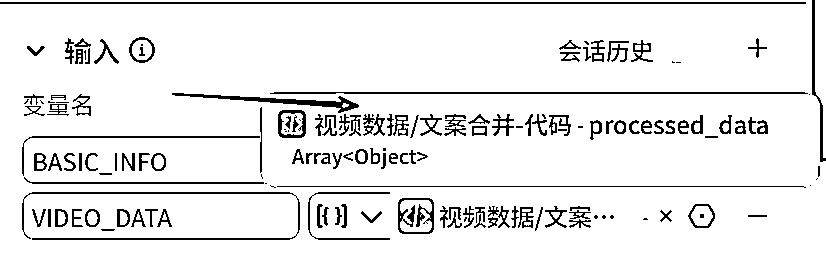 输入
会话历史
变量名
视频数据/文案合并-代码 - processed_data
Array<Object>
BASIC_INFO
VIDEO_DATA
视频数据/文案…